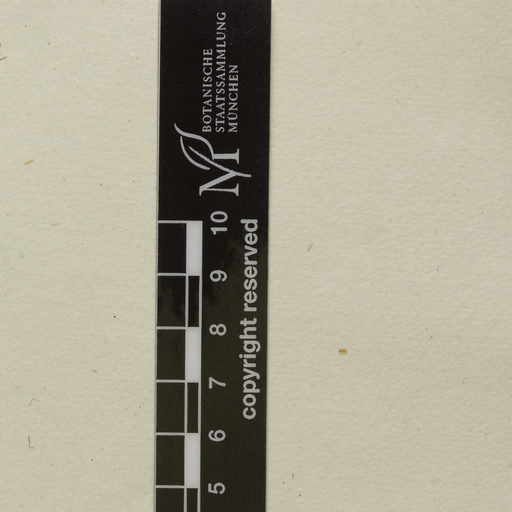 BOTANISCHE
STAATSSAMMLUNG
MÜNCHEN
10
9
8
7
6
5
copyright reserved